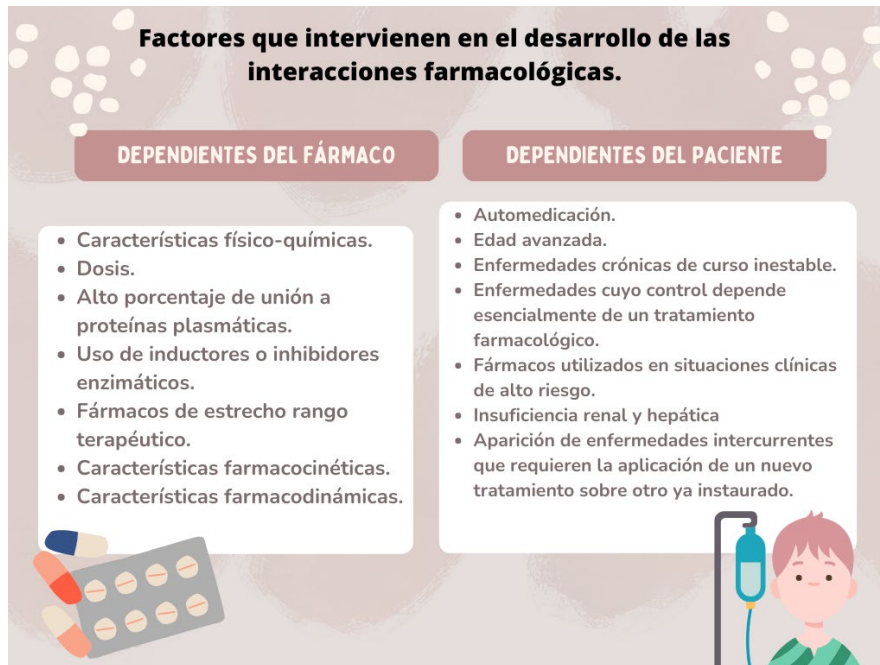 Factores que intervienen en el desarrollo de las
interacciones farmacológicas.
DEPENDIENTES DEL FÁRMACO
• Características físico-químicas.
• Dosis.
• Alto porcentaje de unión a
proteínas plasmáticas.
• Uso de inductores o inhibidores
enzimáticos.
• Fármacos de estrecho rango
terapéutico.
• Características farmacocinéticas.
• Características farmacodinámicas.
DEPENDIENTES DEL PACIENTE
• Automedicación.
• Edad avanzada.
• Enfermedades crónicas de curso inestable.
• Enfermedades cuyo control depende
esencialmente de un tratamiento
farmacológico.
• Fármacos utilizados en situaciones clínicas
de alto riesgo.
• Insuficiencia renal y hepática
• Aparición de enfermedades intercurrentes
que requieren la aplicación de un nuevo
tratamiento sobre otro ya instaurado.